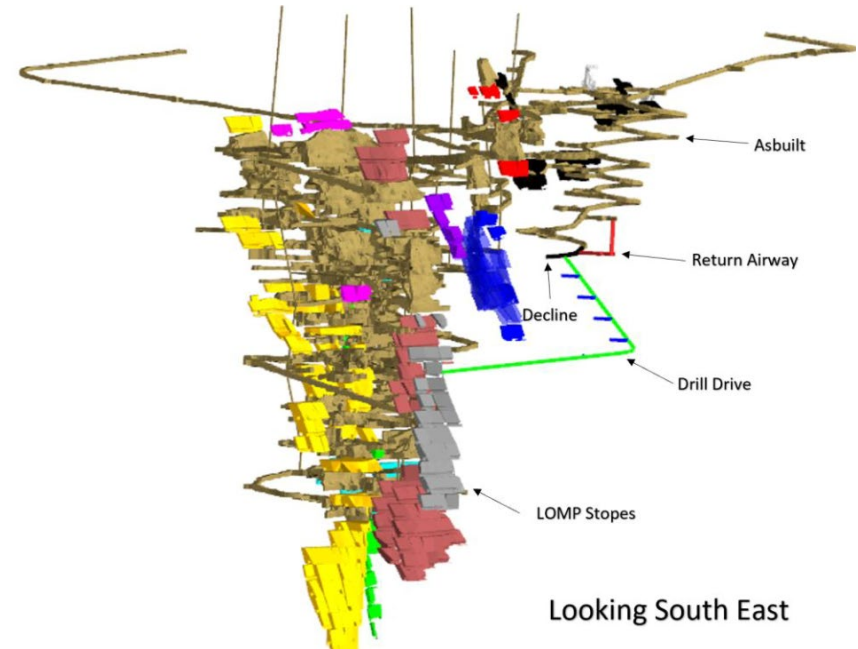 Asbuilt
Return Airway
Decline
Drill Drive
LOMP Stopes
Looking South East